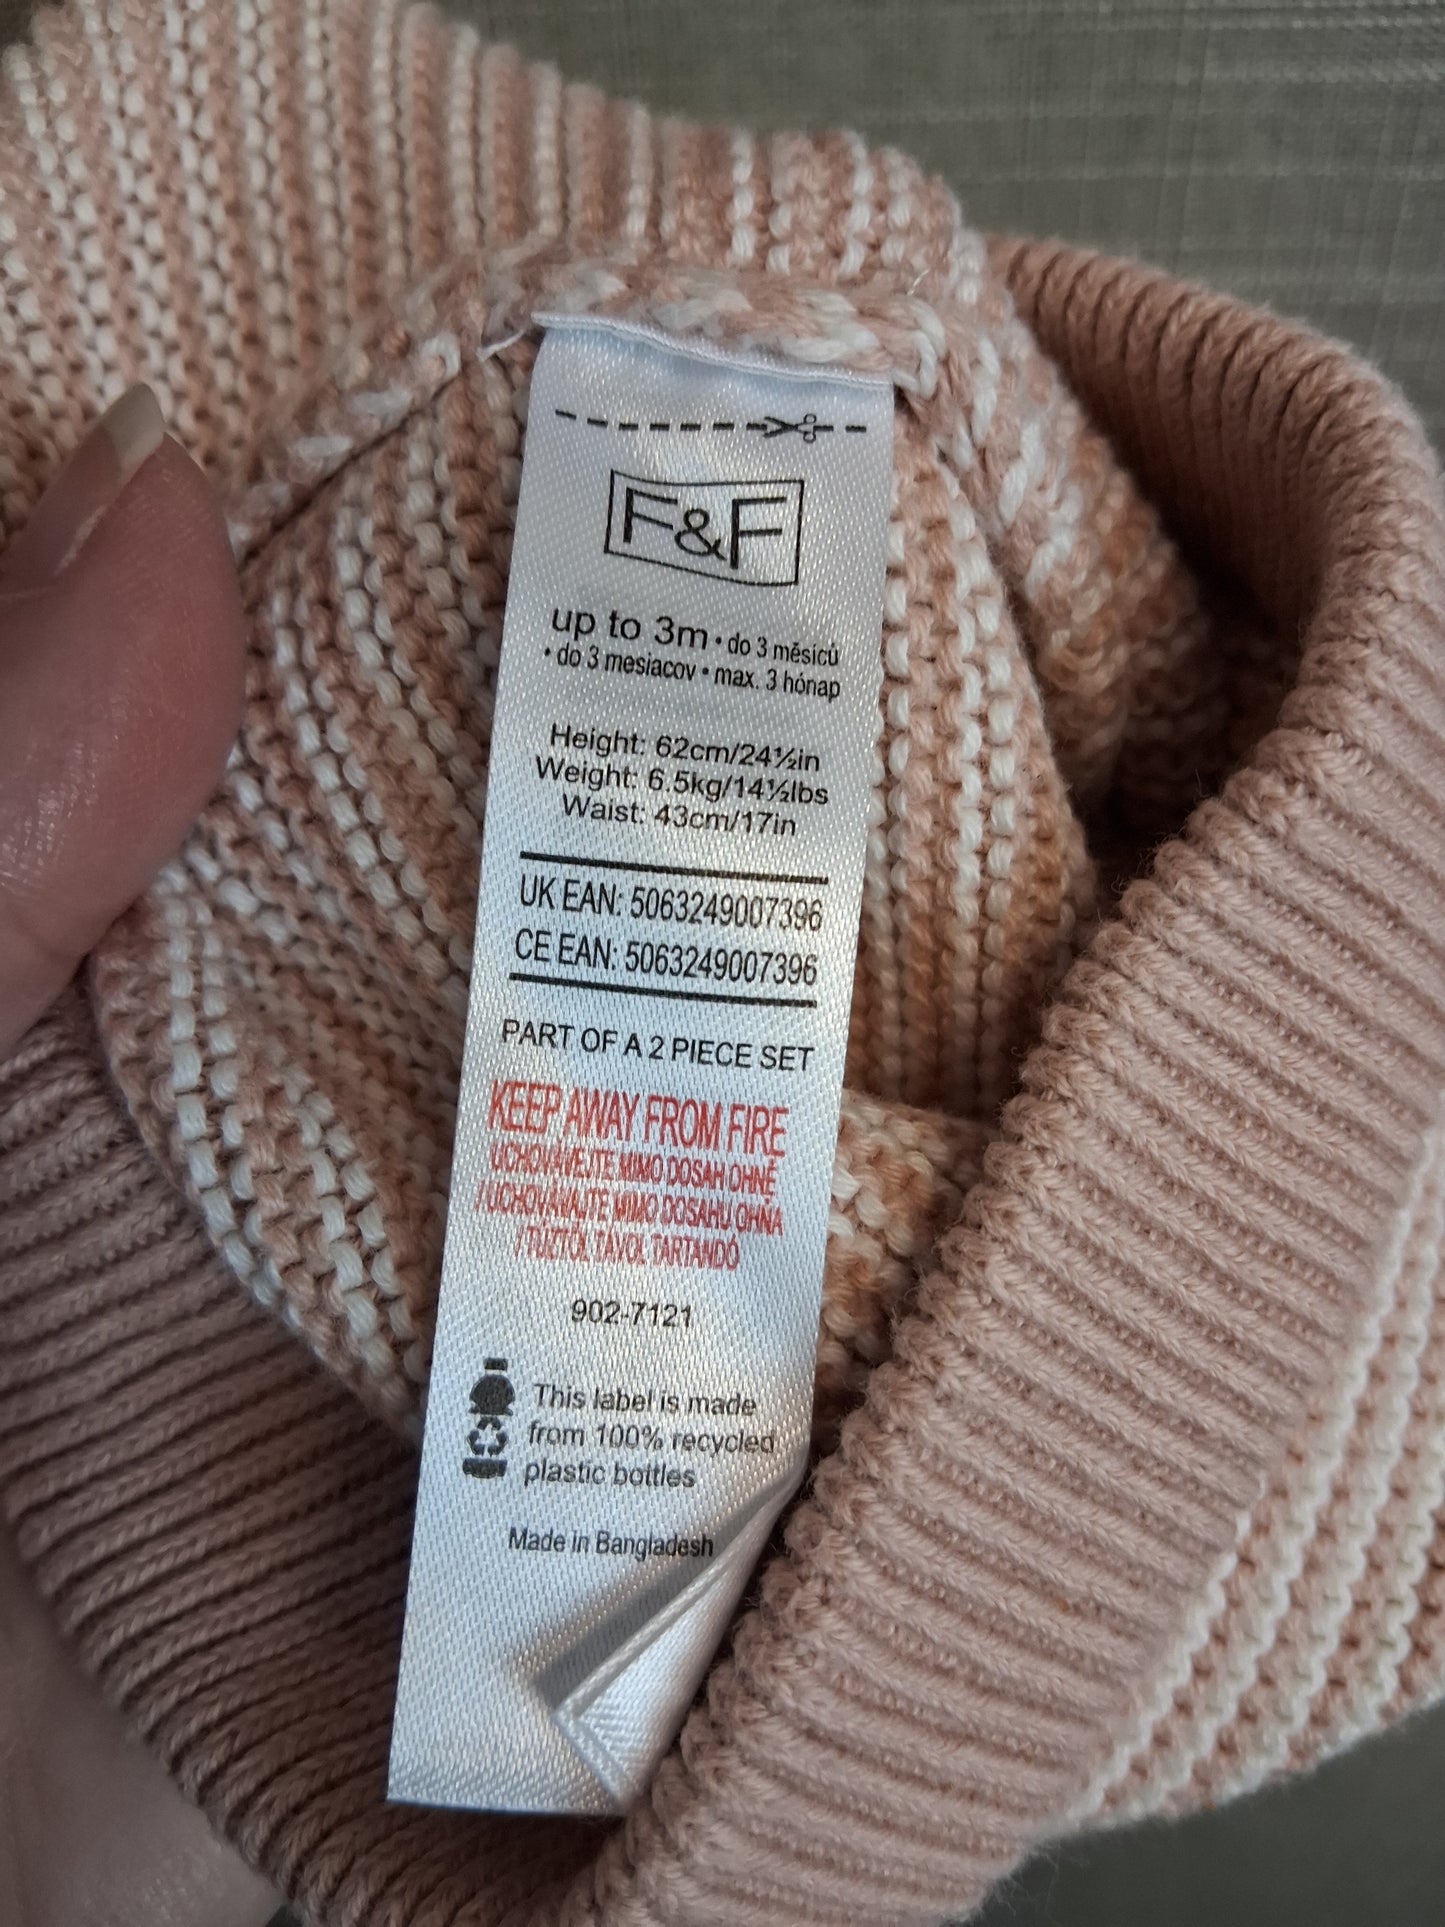 F&F
up to 3m • do 3 měsíců
• do 3 mesiacov • max. 3 hónap
Height: 62cm/24½in
Weight: 6.5kg/14½lbs
Waist: 43cm/17in
UK EAN: 5063249007396
CE EAN: 5063249007396
PART OF A 2 PIECE SET
KEEP AWAY FROM FIRE
UCHOVÁVEJTE MIMO DOSAH OHNĚ
/ UCHOVÁVAJTE MIMO DOSAHU OHŇA
/ TŰZTŐL TÁVOL TARTANDÓ
902-7121
This label is made
from 100% recycled
plastic bottles
Made in Bangladesh